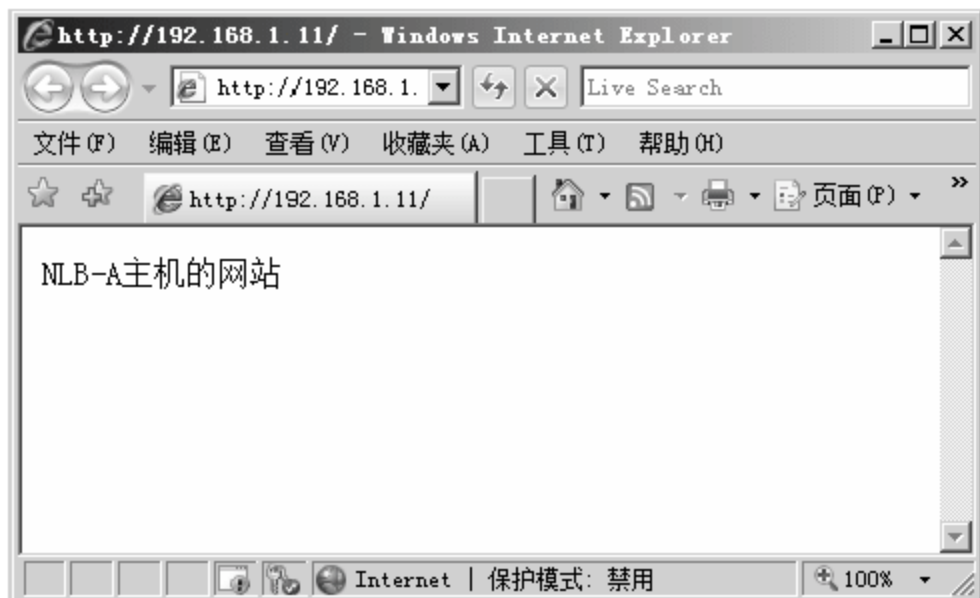 http://192.168.1.11/ - Windows Internet Explorer
http://192.168.1.
Live Search
文件(F) 编辑(E) 查看(V) 收藏夹(A) 工具(T) 帮助(H)
http://192.168.1.11/
页面(P)
NLB-A主机的网站
Internet | 保护模式: 禁用
100%